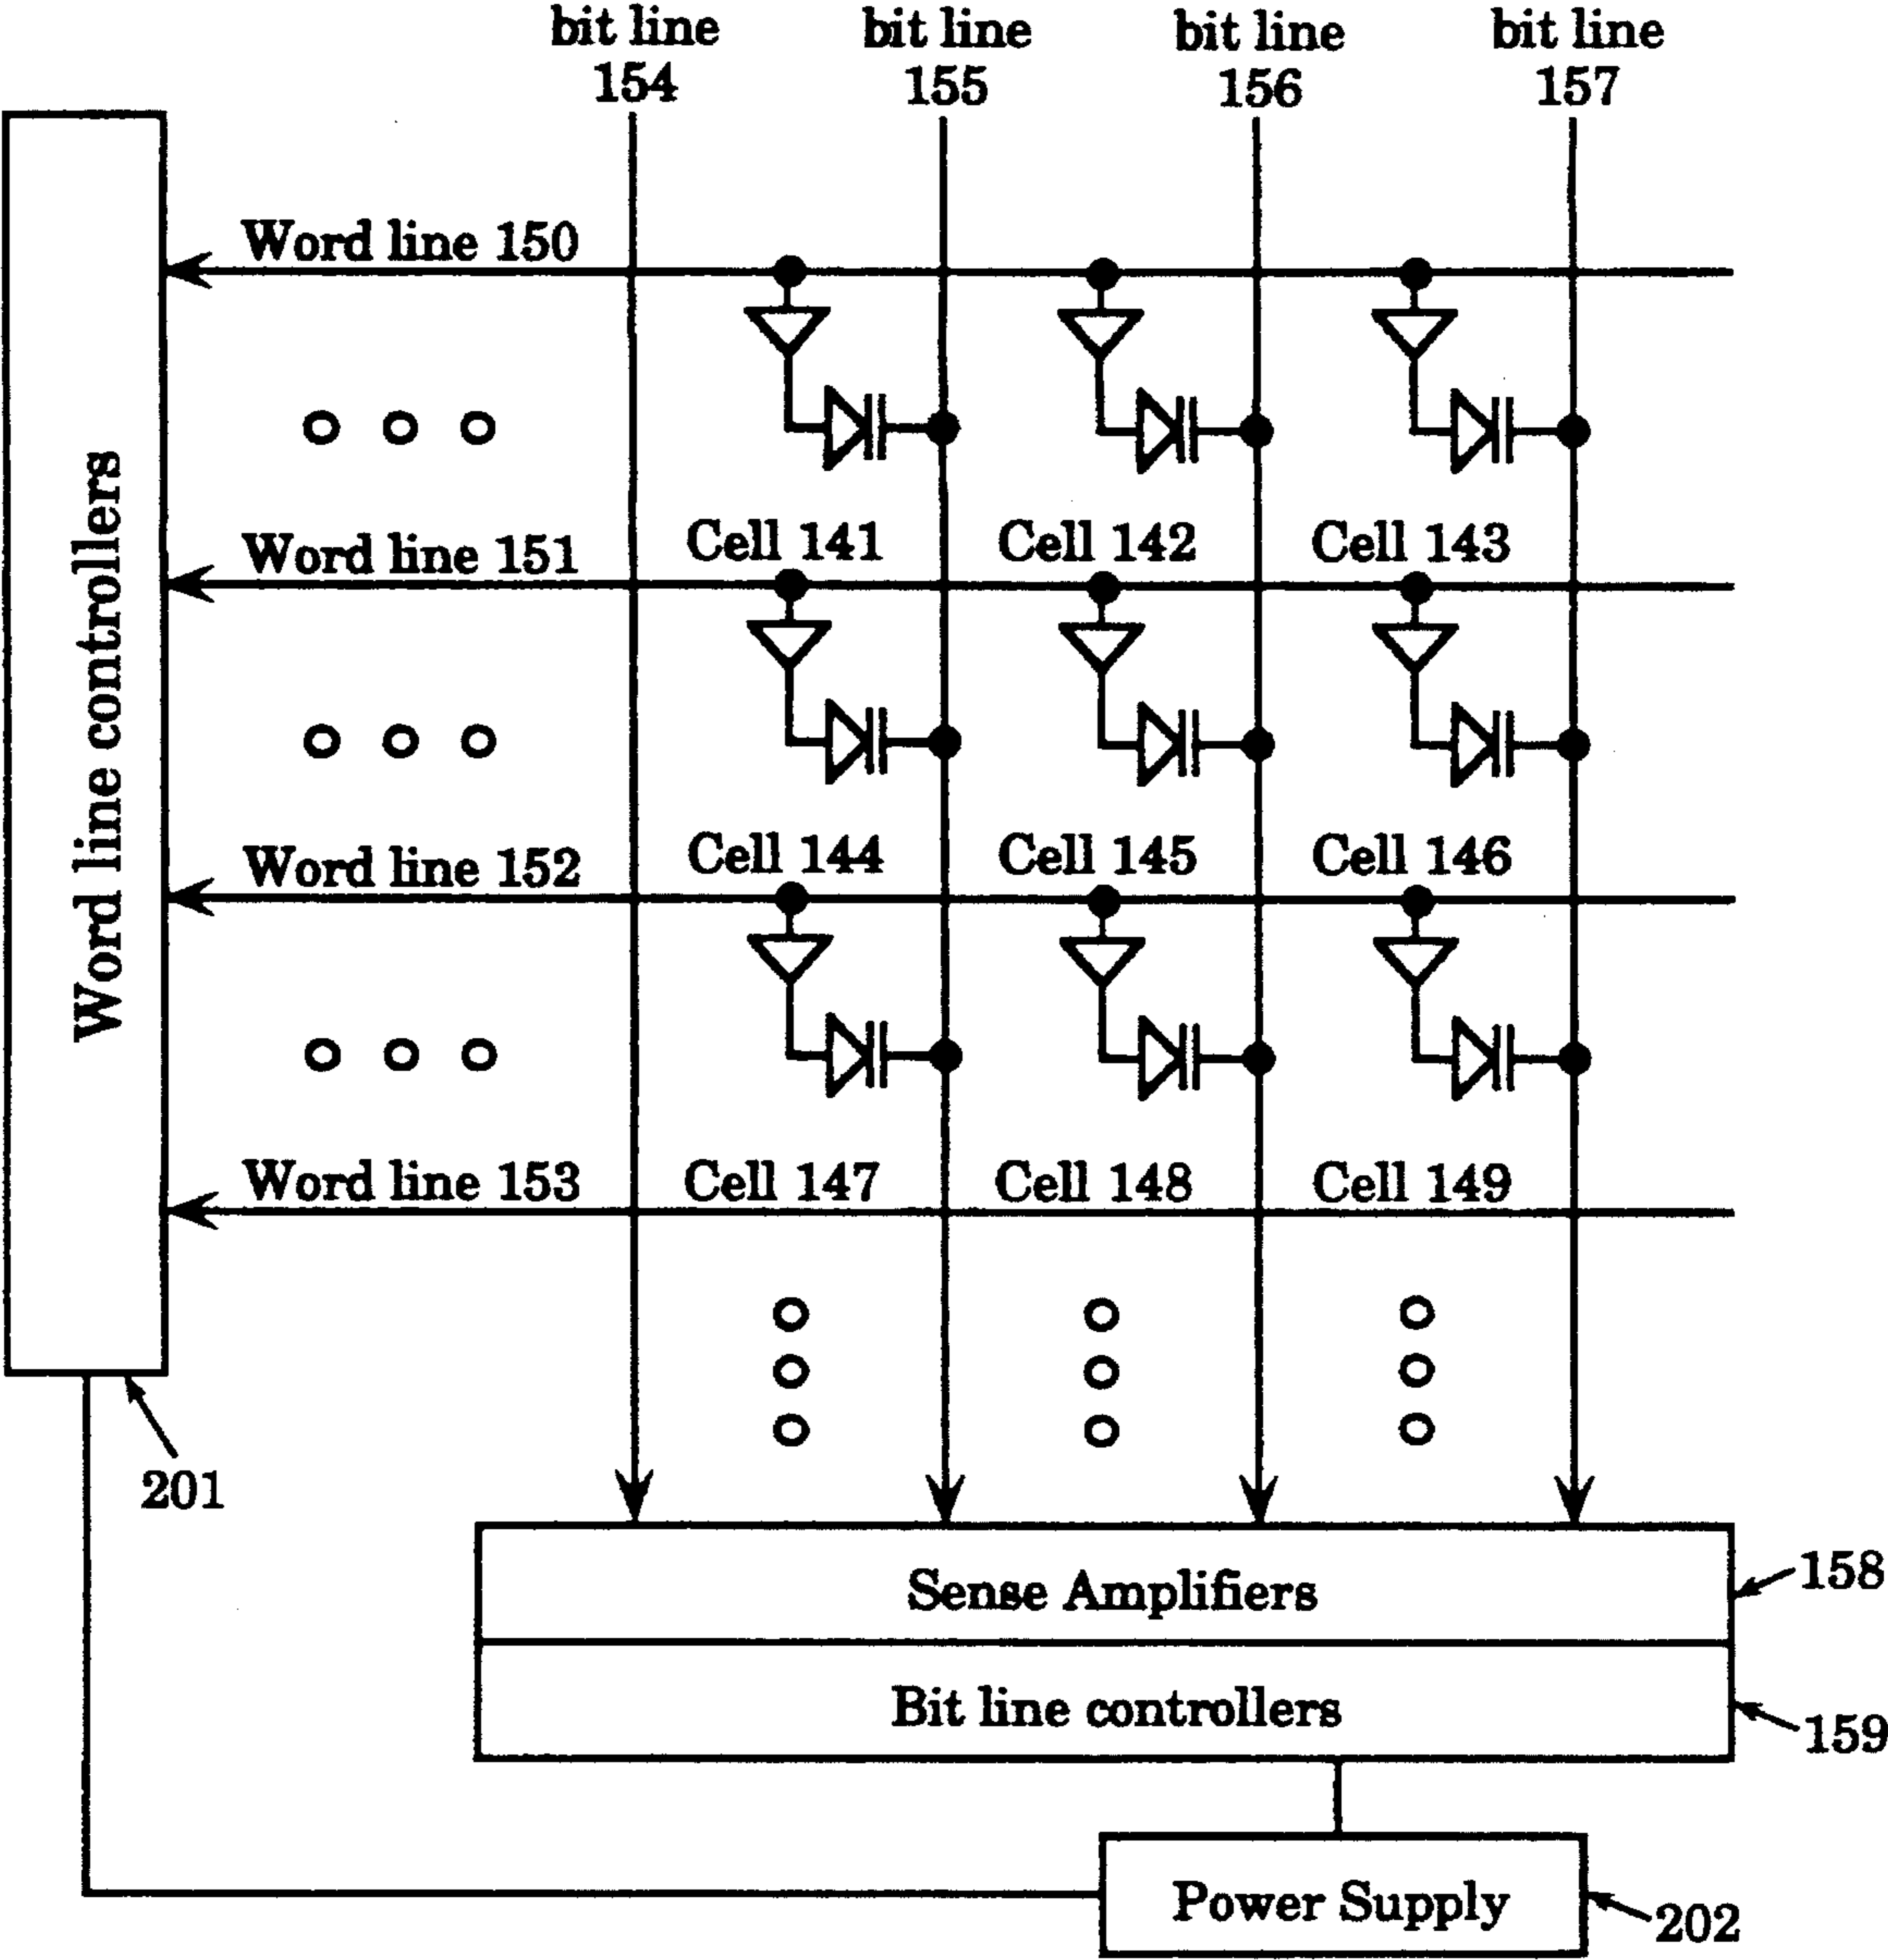 bit line
154
bit line
155
bit line
156
bit line
157
Word line controllers
Word line 150
Cell 141
Cell 142
Cell 143
Word line 151
Cell 144
Cell 145
Cell 146
Word line 152
Cell 147
Cell 148
Cell 149
Word line 153
201
Sense Amplifiers
158
Bit line controllers
159
Power Supply
202